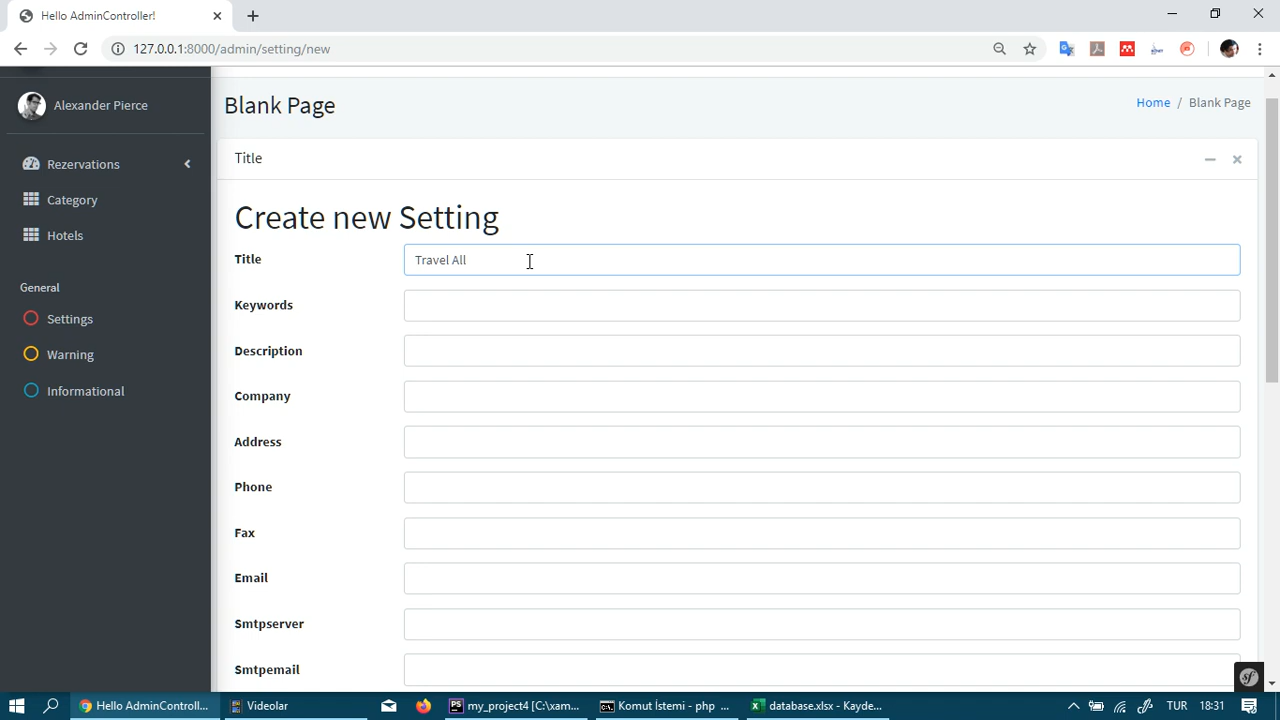 Hello AdminController!
127.0.0.1:8000/admin/setting/new
Alexander Pierce
Rezervations
Category
Hotels
General
Settings
Warning
Informational
Blank Page
Home / Blank Page
Title
Create new Setting
Title
Travel All
Keywords
Description
Company
Address
Phone
Fax
Email
Smtpserver
Smtpemail
sf
Hello AdminControll...
Videolar
my_project4 [C:\xam...
Komut İstemi - php ...
database.xlsx - Kayde...
TUR
18:31